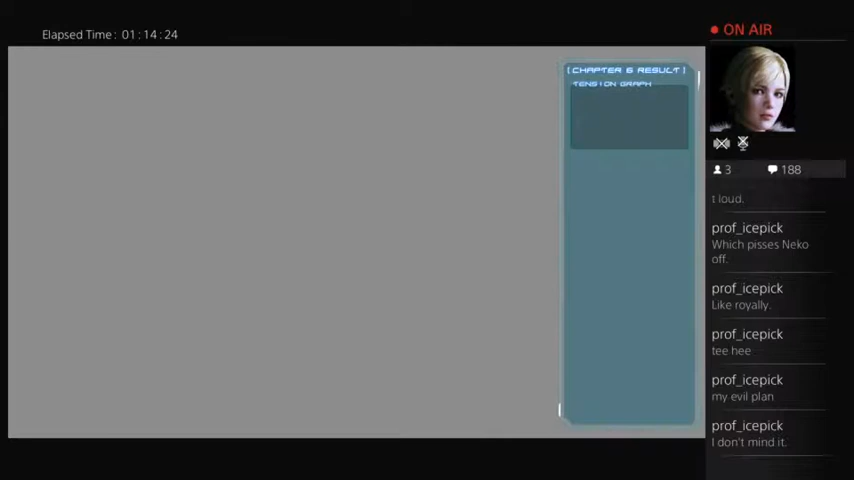 Elapsed Time: 01:14:24
ON AIR
[CHAPTER 6 RESULT]
TENSION GRAPH
3 188
t loud.
prof_icepick
Which pisses Neko
off.
prof_icepick
Like royally.
prof_icepick
tee hee
prof_icepick
my evil plan
prof_icepick
I don't mind it.